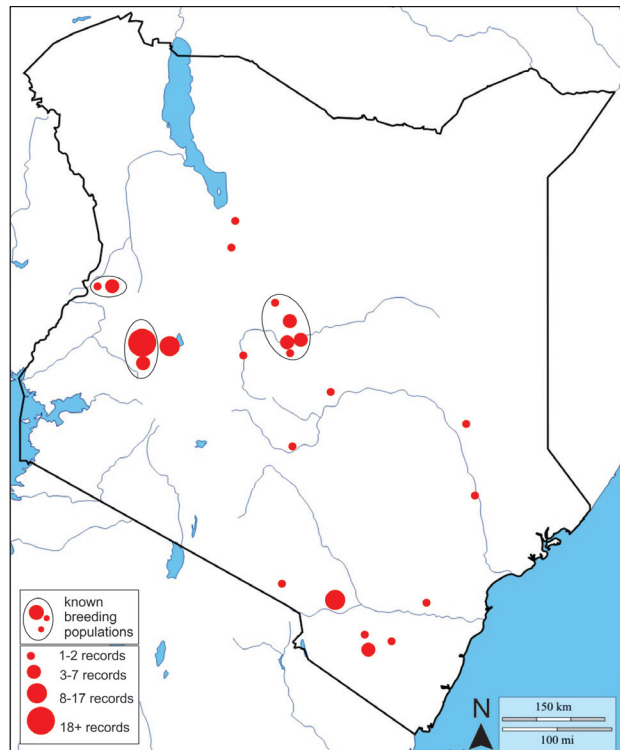 known
breeding
populations
1-2 records
3-7 records
8-17 records
18+ records
N
150 km
100 mi